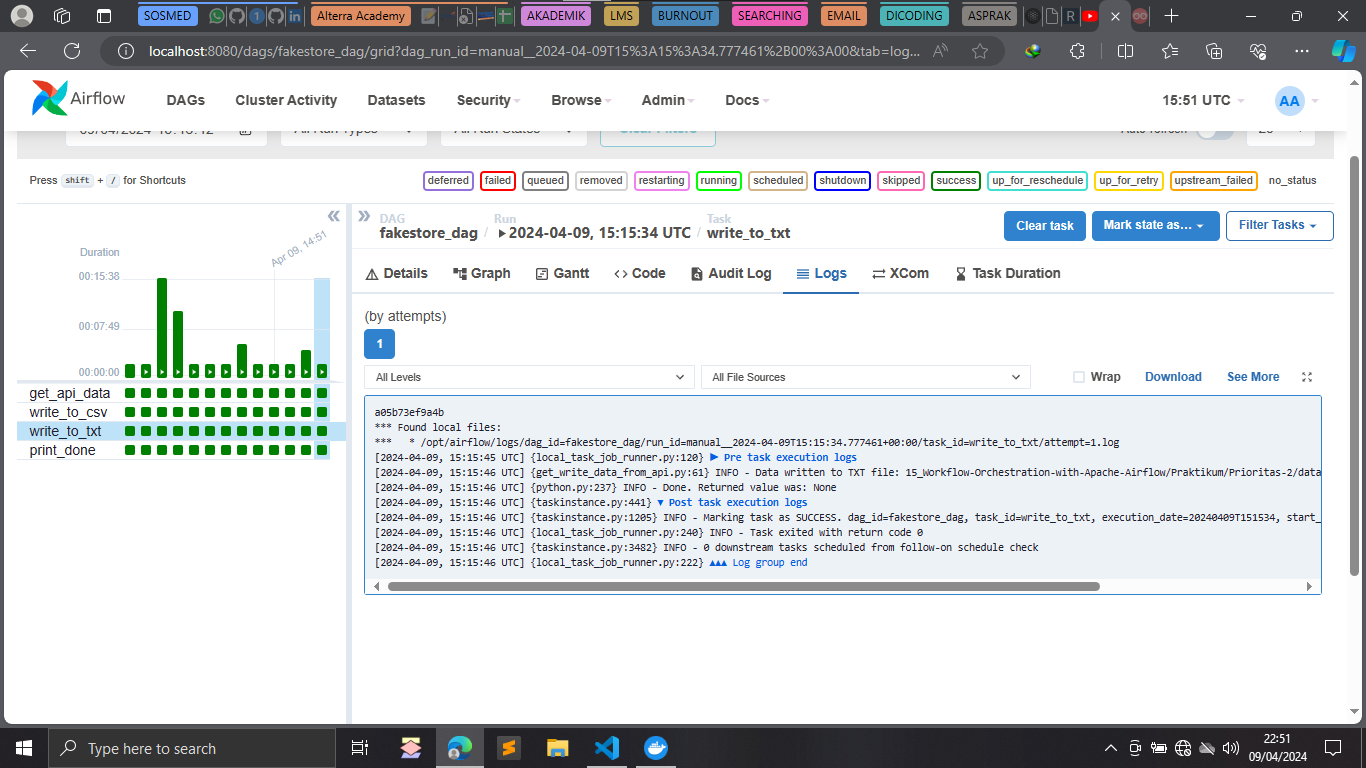 SOSMED
Alterra Academy
AKADEMIK
LMS
BURNOUT
SEARCHING
EMAIL
DICODING
ASPRAK
localhost:8080/dags/fakestore_dag/grid?dag_run_id=manual__2024-04-09T15%3A15%3A34.777461%2B00%3A00&tab=log...
Airflow
DAGs
Cluster Activity
Datasets
Security
Browse
Admin
Docs
15:51 UTC
AA
Press shift + / for Shortcuts
deferred
failed
queued
removed
restarting
running
scheduled
shutdown
skipped
success
up_for_reschedule
up_for_retry
upstream_failed
no_status
DAG
fakestore_dag
/
Run
2024-04-09, 15:15:34 UTC
/
Task
write_to_txt
Clear task
Mark state as…
Filter Tasks
Apr 09, 14:51
Duration
00:15:38
00:07:49
00:00:00
get_api_data
write_to_csv
write_to_txt
print_done
Details
Graph
Gantt
Code
Audit Log
Logs
XCom
Task Duration
(by attempts)
1
All Levels
All File Sources
Wrap
Download
See More
a05b73ef9a4b
*** Found local files:
***   * /opt/airflow/logs/dag_id=fakestore_dag/run_id=manual__2024-04-09T15:15:34.777461+00:00/task_id=write_to_txt/attempt=1.log
[2024-04-09, 15:15:45 UTC] {local_task_job_runner.py:120} ▶ Pre task execution logs
[2024-04-09, 15:15:46 UTC] {get_write_data_from_api.py:61} INFO - Data written to TXT file: 15_Workflow-Orchestration-with-Apache-Airflow/Praktikum/Prioritas-2/data
[2024-04-09, 15:15:46 UTC] {python.py:237} INFO - Done. Returned value was: None
[2024-04-09, 15:15:46 UTC] {taskinstance.py:441} ▼ Post task execution logs
[2024-04-09, 15:15:46 UTC] {taskinstance.py:1205} INFO - Marking task as SUCCESS. dag_id=fakestore_dag, task_id=write_to_txt, execution_date=20240409T151534, start_
[2024-04-09, 15:15:46 UTC] {local_task_job_runner.py:240} INFO - Task exited with return code 0
[2024-04-09, 15:15:46 UTC] {taskinstance.py:3482} INFO - 0 downstream tasks scheduled from follow-on schedule check
[2024-04-09, 15:15:46 UTC] {local_task_job_runner.py:222} ▲▲▲ Log group end
Type here to search
22:51
09/04/2024